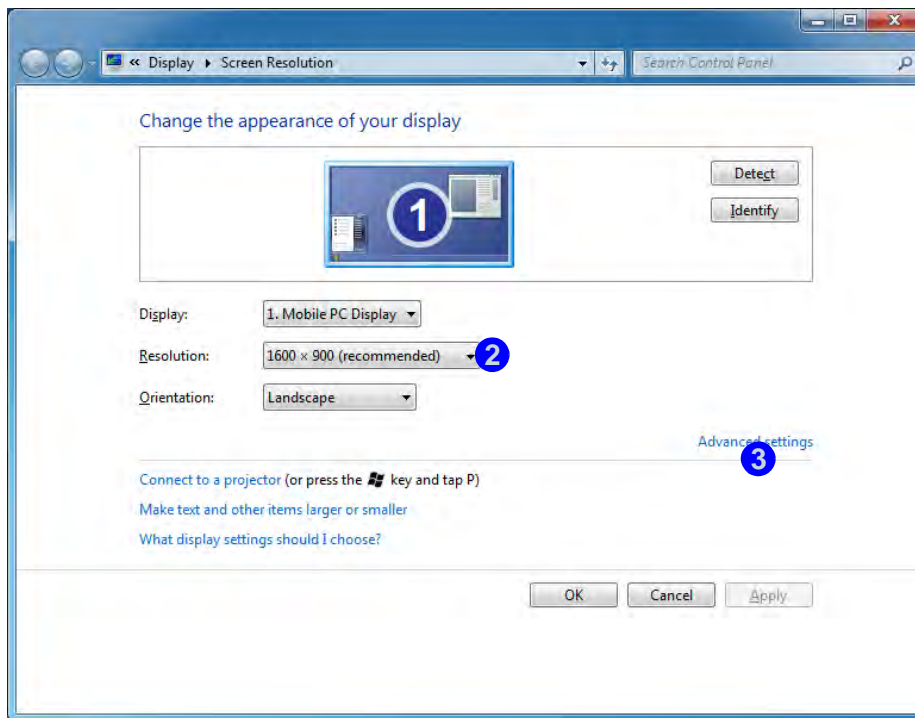 « Display ▸ Screen Resolution Search Control Panel
Change the appearance of your display
1
Detect
Identify
Display: 1. Mobile PC Display
Resolution: 1600 × 900 (recommended) 2
Orientation: Landscape
Advanced settings
3
Connect to a projector (or press the key and tap P)
Make text and other items larger or smaller
What display settings should I choose?
OK Cancel Apply